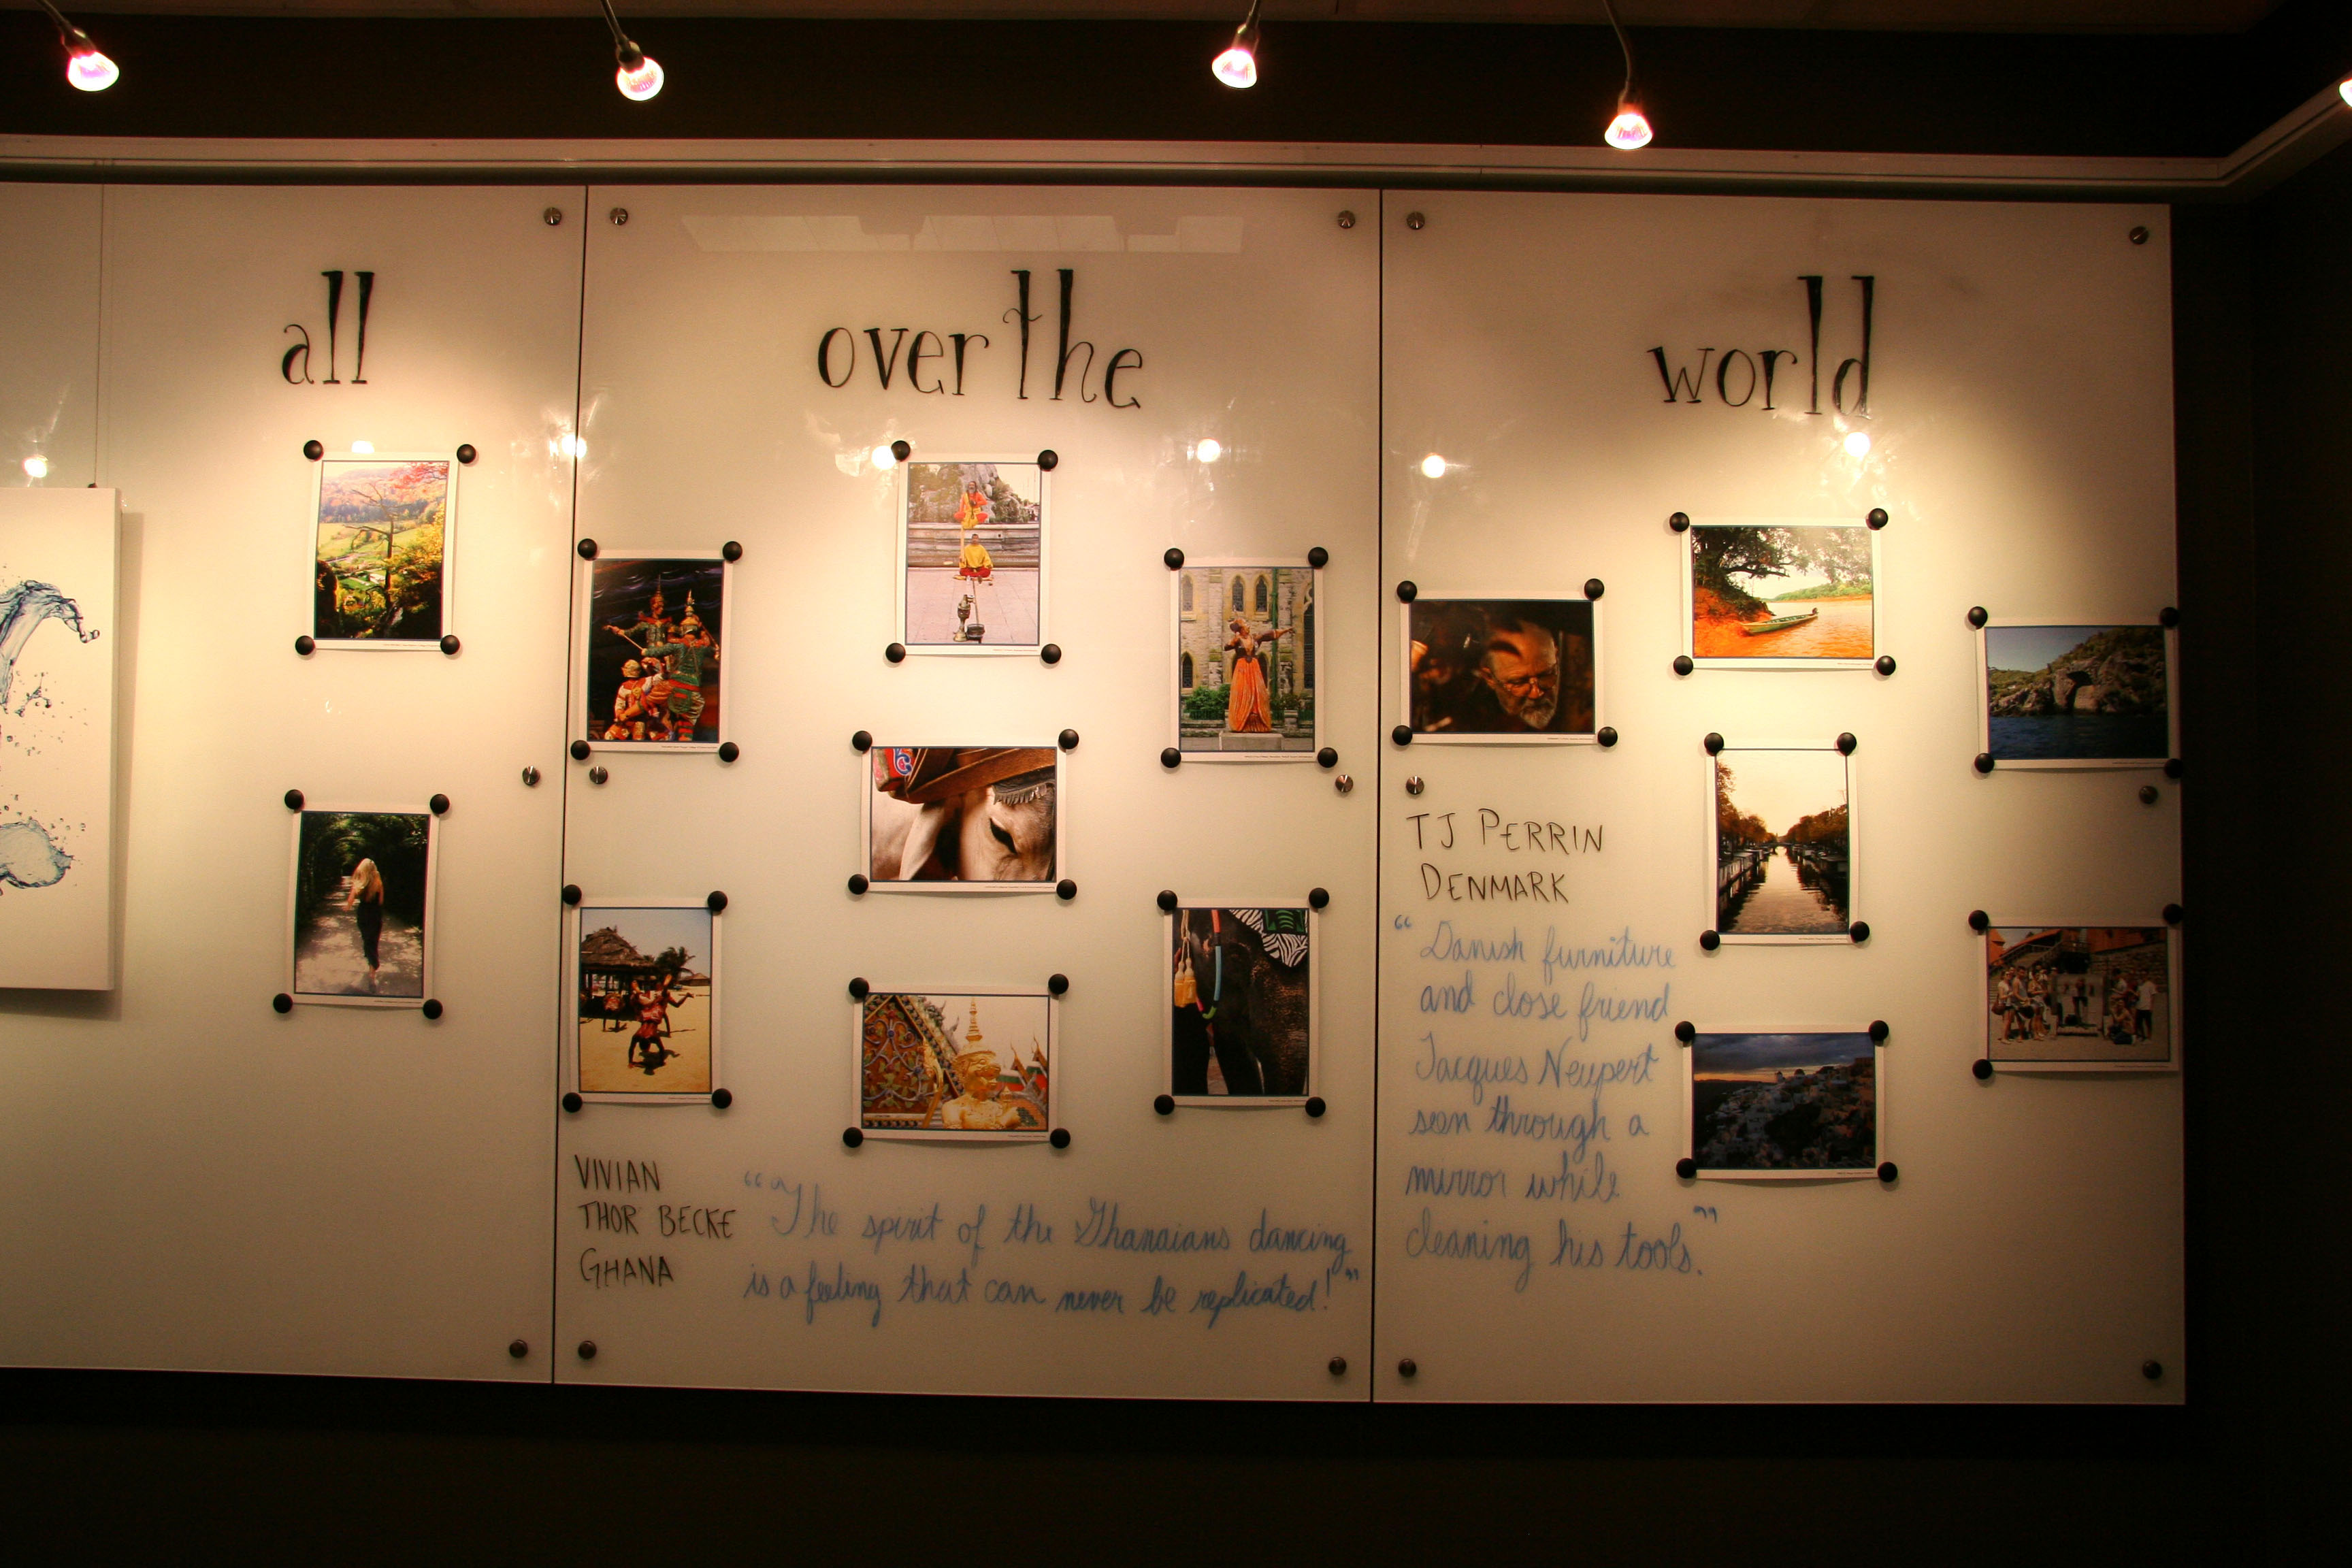 all
over the
world
TJ PERRIN
DENMARK
“Danish furniture
and close friend
Jacques Neupert
seen through a
mirror while
cleaning his tools.”
VIVIAN
THOR BECKE
GHANA
“The spirit of the Ghanaians dancing
is a feeling that can never be replicated!”